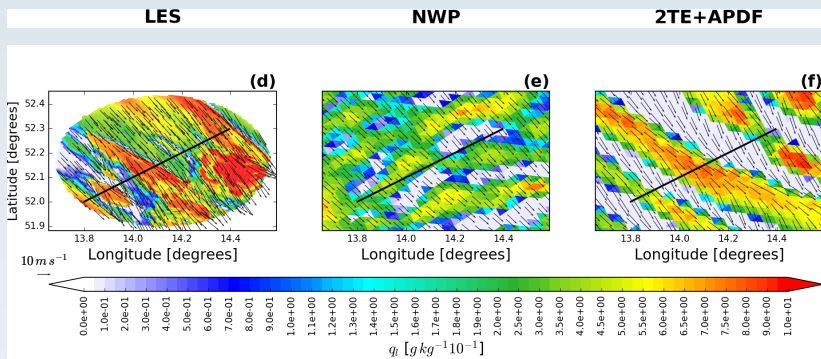 LES NWP 2TE+APDF
(d) (e) (f)
Latitude [degrees]
52.4
52.3
52.2
52.1
52.0
51.9
13.8 14.0 14.2 14.4 13.8 14.0 14.2 14.4 13.8 14.0 14.2 14.4
Longitude [degrees] Longitude [degrees] Longitude [degrees]
10 m s⁻¹
0.0e+00 1.0e-01 2.0e-01 3.0e-01 4.0e-01 5.0e-01 6.0e-01 7.0e-01 8.0e-01 9.0e-01 1.0e+00 1.1e+00 1.2e+00 1.3e+00 1.4e+00 1.5e+00 1.6e+00 1.7e+00 1.8e+00 1.9e+00 2.0e+00 2.5e+00 3.0e+00 3.5e+00 4.0e+00 4.5e+00 5.0e+00 5.5e+00 6.0e+00 6.5e+00 7.0e+00 7.5e+00 8.0e+00 8.5e+00 9.0e+00 9.5e+00 1.0e+01
q_l [g kg⁻¹10⁻¹]